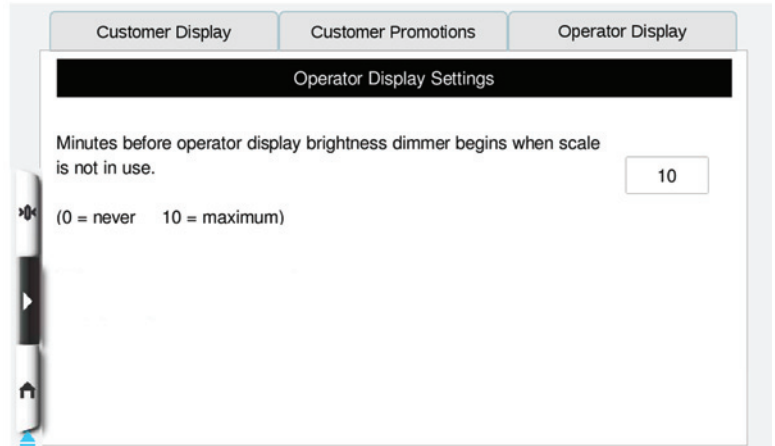 Customer Display
Customer Promotions
Operator Display
Operator Display Settings
Minutes before operator display brightness dimmer begins when scale
is not in use.
10
(0 = never 10 = maximum)